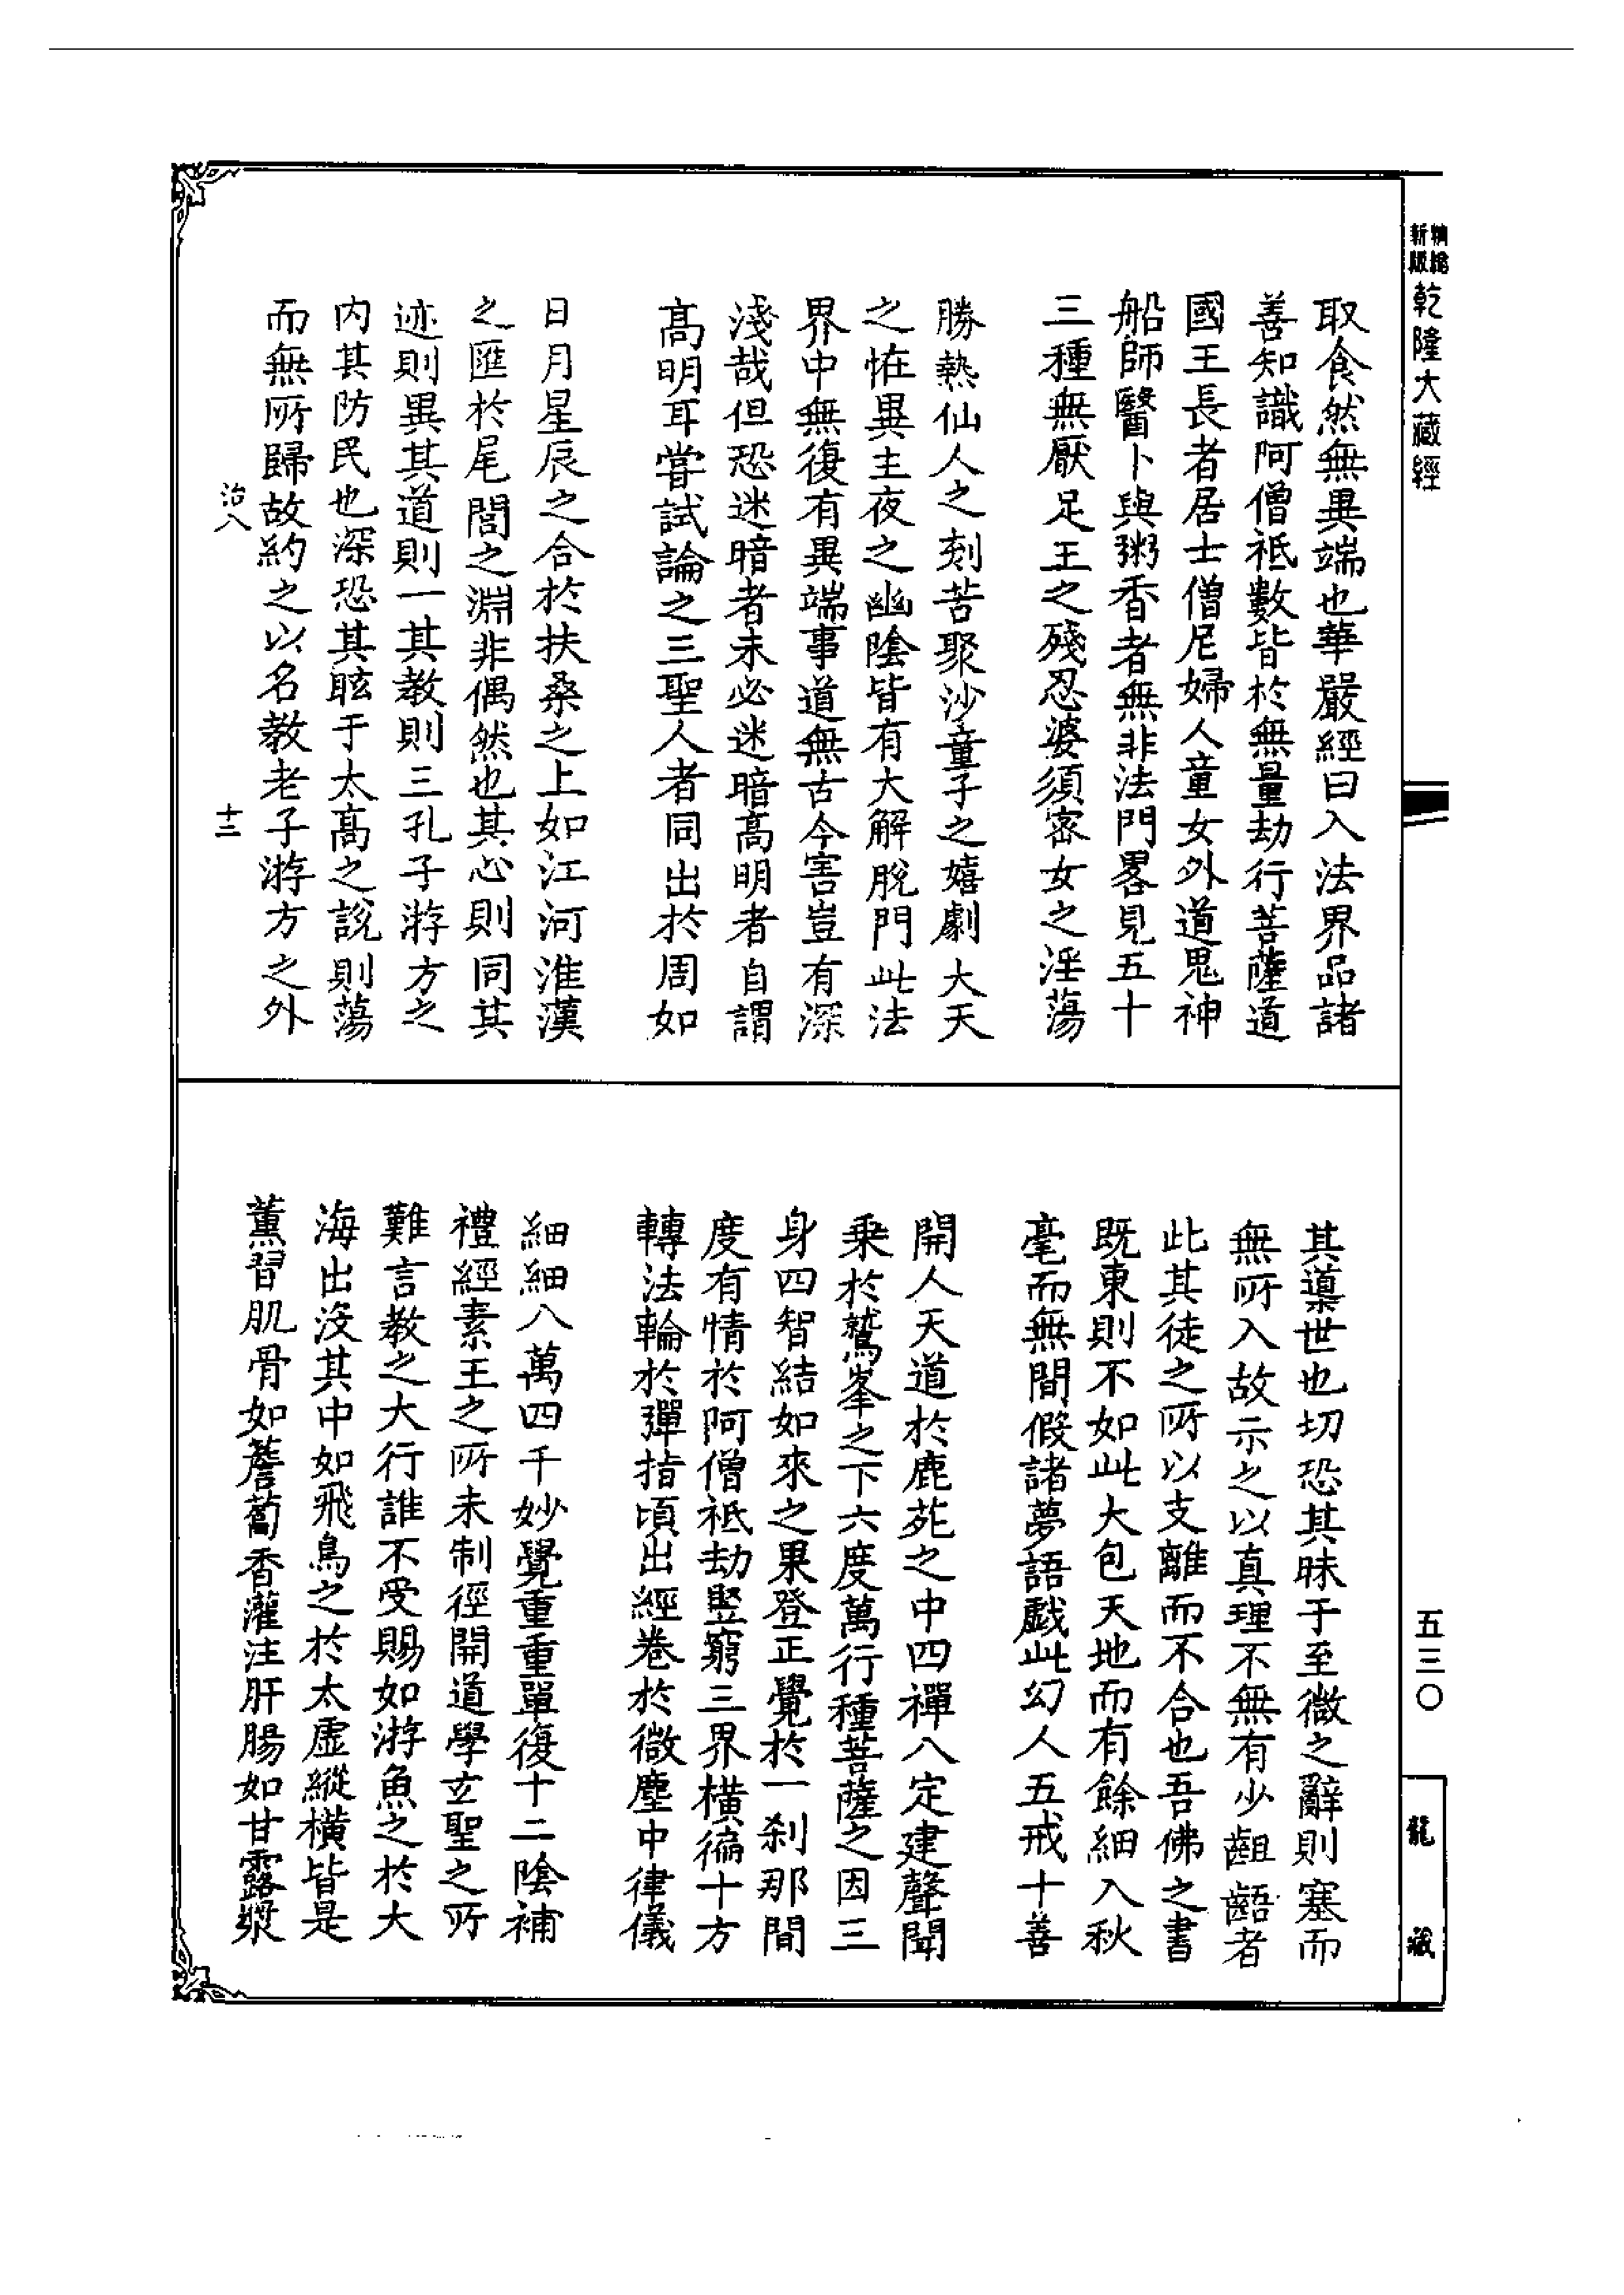 精縮
新版
乾隆大藏經
取食然無異端也華嚴經曰入法界品諸
善知識阿僧祇數皆於無量劫行菩薩道
國王長者居士僧尼婦人童女外道鬼神
船師醫卜與粥香者無非法門畧見五十
三種無厭足王之殘忍婆須密女之淫蕩
勝熱仙人之刻苦聚沙童子之嬉劇大天
之恠異主夜之幽陰皆有大解脫門此法
界中無復有異端事道無古今害豈有深
淺哉但恐迷暗者未必迷暗高明者自謂
高明耳嘗試論之三聖人者同出於周如
日月星辰之合於扶桑之上如江河淮漢
之匯於尾閭之淵非偶然也其心則同其
迹則異其道則一其教則三孔子游方之
內其防民也深恐其眩于太高之說則蕩
而無所歸故約之以名教老子游方之外
治八
十三
其導世也切恐其昧于至微之辭則塞而
無所入故示之以真理不無有少齟齬者
此其徒之所以支離而不合也吾佛之書
既東則不如此大包天地而有餘細入秋
毫而無間假諸夢語戲此幻人五戒十善
開人天道於鹿苑之中四禪八定建聲聞
乘於鷲峯之下六度萬行種菩薩之因三
身四智結如來之果登正覺於一剎那間
度有情於阿僧祇劫竪窮三界橫徧十方
轉法輪於彈指頃出經卷於微塵中律儀
細細八萬四千妙覺重重單復十二陰補
禮經素王之所未制徑開道學玄聖之所
難言教之大行誰不受賜如游魚之於大
海出沒其中如飛鳥之於太虛縱橫皆是
薰習肌骨如薝蔔香灌注肝腸如甘露漿
五三〇
龍藏